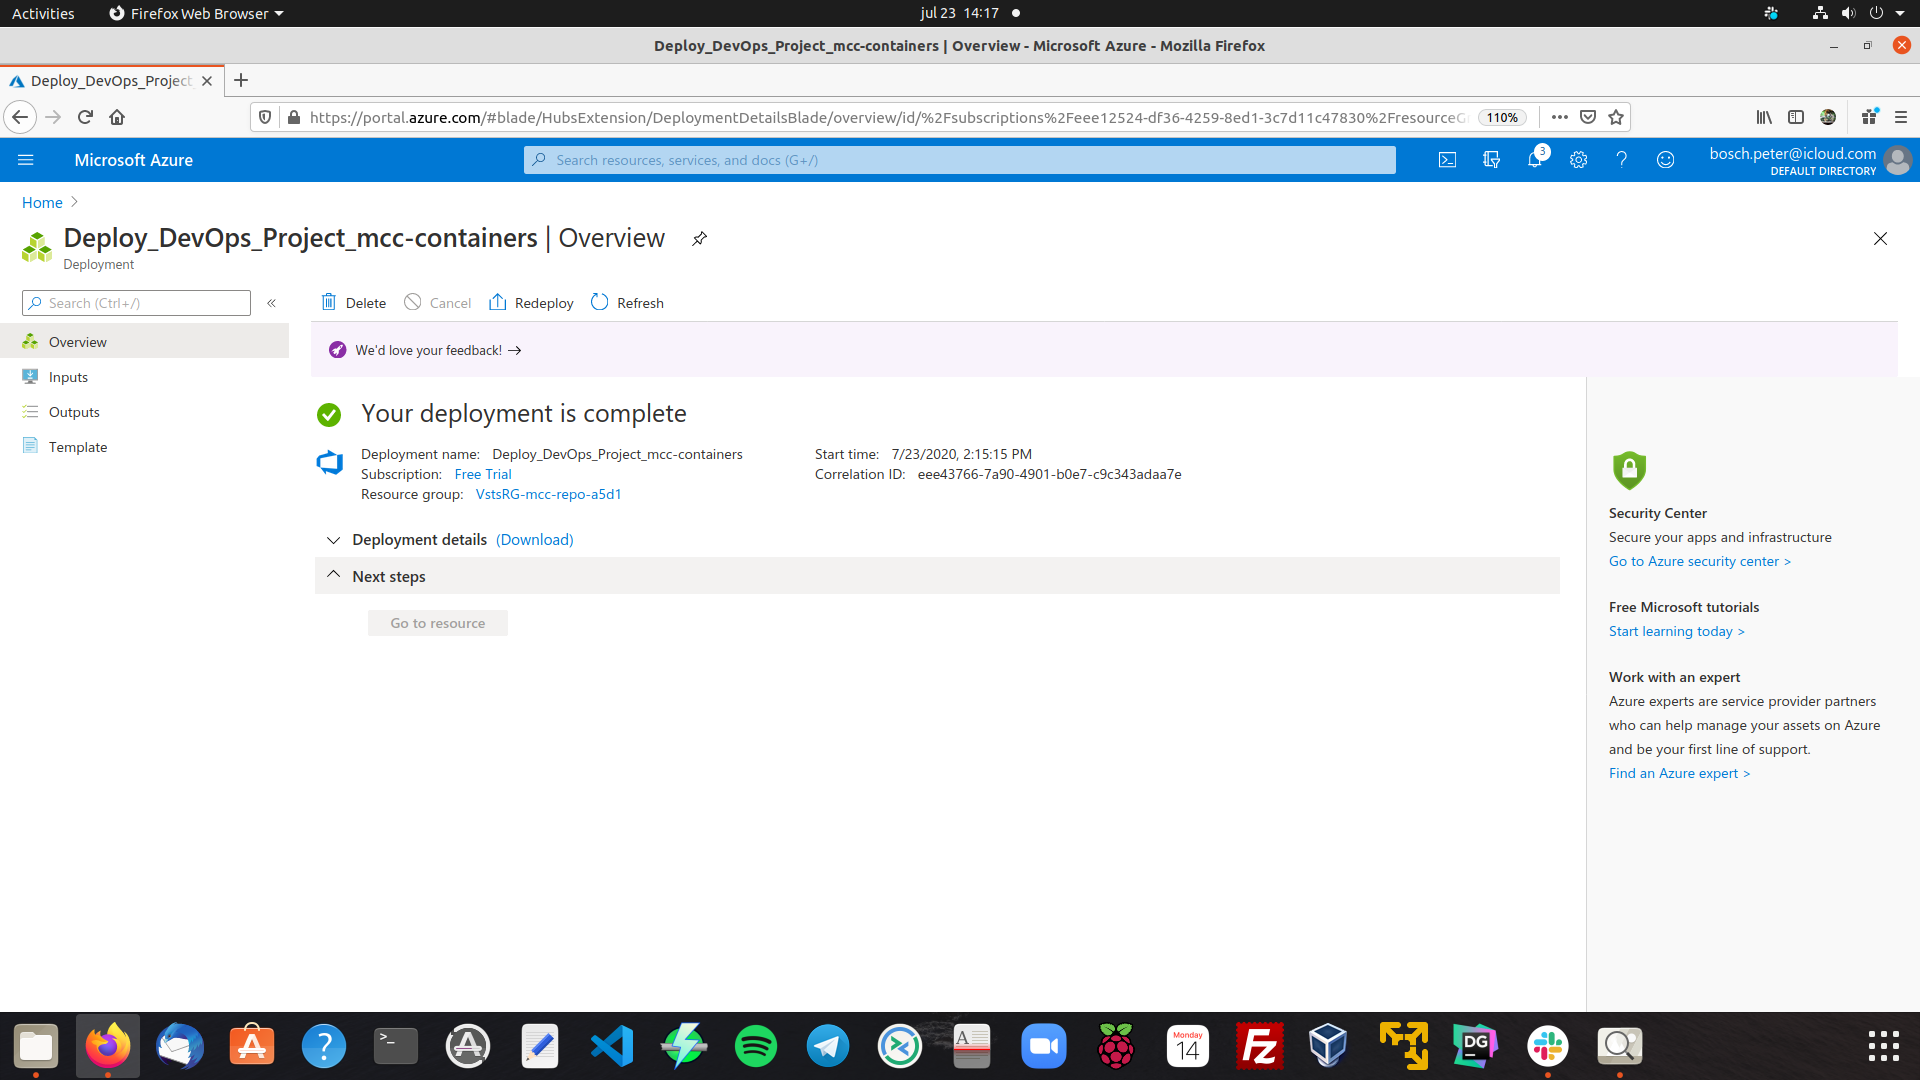 Activities
Firefox Web Browser
jul 23 14:17
Deploy_DevOps_Project_mcc-containers | Overview - Microsoft Azure - Mozilla Firefox
Deploy_DevOps_Project
https://portal.azure.com/#blade/HubsExtension/DeploymentDetailsBlade/overview/id/%2Fsubscriptions%2Feee12524-df36-4259-8ed1-3c7d11c47830%2FresourceG
110%
Microsoft Azure
Search resources, services, and docs (G+/)
3
bosch.peter@icloud.com
DEFAULT DIRECTORY
Home
Deploy_DevOps_Project_mcc-containers | Overview
Deployment
Search (Ctrl+/)
Delete
Cancel
Redeploy
Refresh
Overview
Inputs
Outputs
Template
We'd love your feedback!
Your deployment is complete
Deployment name: Deploy_DevOps_Project_mcc-containers
Subscription: Free Trial
Resource group: VstsRG-mcc-repo-a5d1
Start time: 7/23/2020, 2:15:15 PM
Correlation ID: eee43766-7a90-4901-b0e7-c9c343adaa7e
Deployment details (Download)
Next steps
Go to resource
Security Center
Secure your apps and infrastructure
Go to Azure security center >
Free Microsoft tutorials
Start learning today >
Work with an expert
Azure experts are service provider partners
who can help manage your assets on Azure
and be your first line of support.
Find an Azure expert >
Monday
14
DG